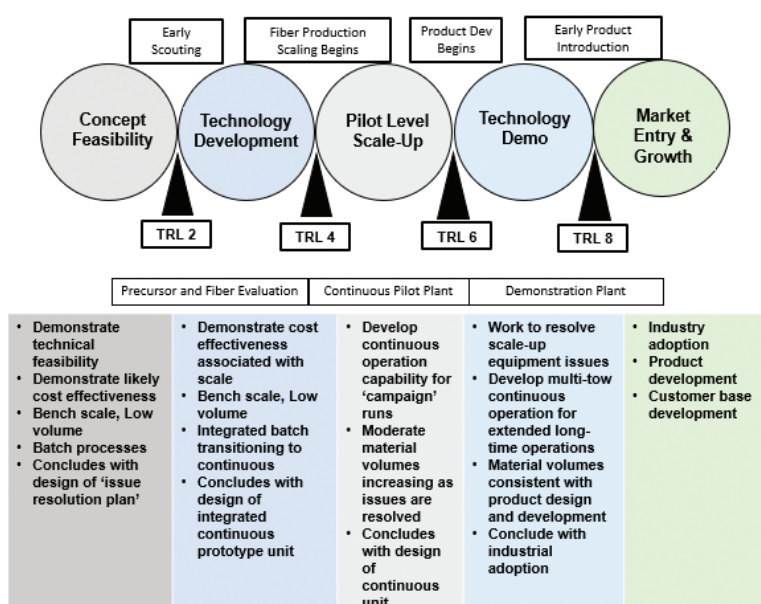 Early
Scouting
Fiber Production
Scaling Begins
Product Dev
Begins
Early Product
Introduction
Concept
Feasibility
Technology
Development
Pilot Level
Scale-Up
Technology
Demo
Market
Entry &
Growth
TRL 2
TRL 4
TRL 6
TRL 8
Precursor and Fiber Evaluation
Continuous Pilot Plant
Demonstration Plant
• Demonstrate
technical
feasibility
• Demonstrate likely
cost effectiveness
• Bench scale, Low
volume
• Batch processes
• Concludes with
design of ‘issue
resolution plan’
• Demonstrate cost
effectiveness
associated with
scale
• Bench scale, Low
volume
• Integrated batch
transitioning to
continuous
• Concludes with
design of
integrated
continuous
prototype unit
• Develop
continuous
operation
capability for
‘campaign’
runs
• Moderate
material
volumes
increasing as
issues are
resolved
• Concludes
with design
of
continuous
unit
• Work to resolve
scale-up
equipment issues
• Develop multi-tow
continuous
operation for
extended long-
time operations
• Material volumes
consistent with
product design
and development
• Conclude with
industrial
adoption
• Industry
adoption
• Product
development
• Customer base
development